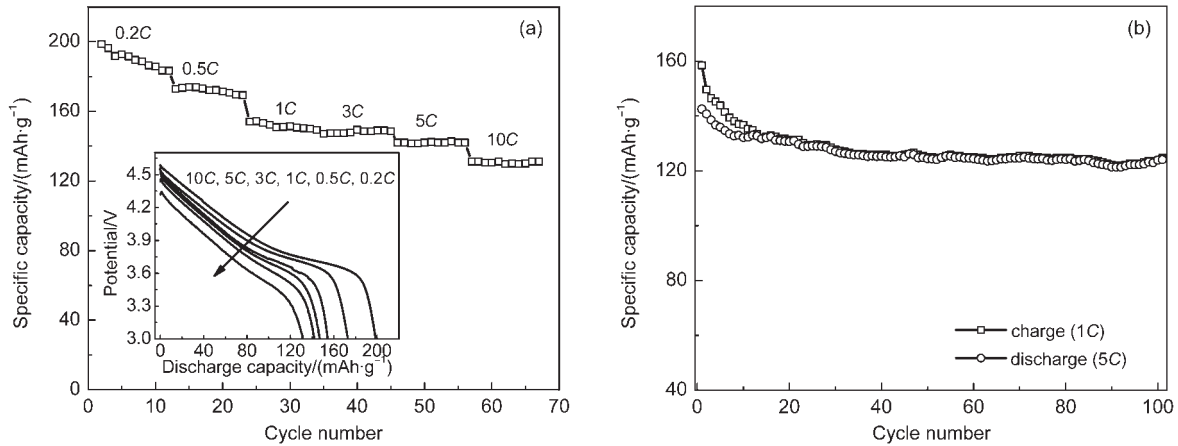 (a)
200
160
120
80
40
0
Specific capacity/(mAh·g⁻¹)
0.2C
0.5C
1C
3C
5C
10C
4.5
4.2
3.9
3.6
3.3
3.0
Potential/V
10C, 5C, 3C, 1C, 0.5C, 0.2C
0 40 80 120 160 200
Discharge capacity/(mAh·g⁻¹)
0 10 20 30 40 50 60 70
Cycle number
(b)
160
120
80
40
Specific capacity/(mAh·g⁻¹)
charge (1C)
discharge (5C)
0 20 40 60 80 100
Cycle number